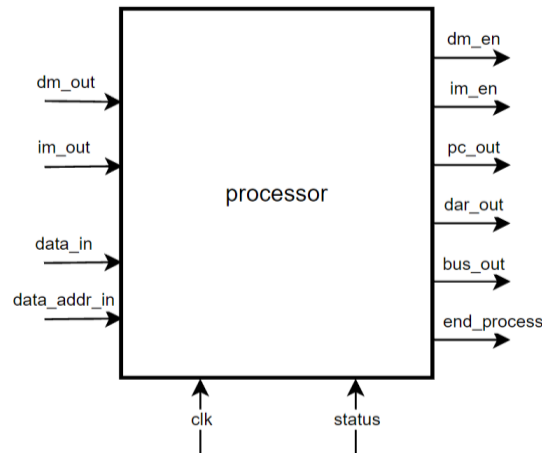 dm_en
dm_out
im_en
im_out
pc_out
processor
dar_out
data_in
bus_out
data_addr_in
end_process
clk
status